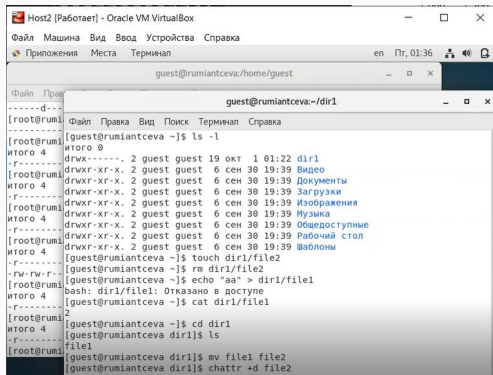 Host2 [Работает] - Oracle VM VirtualBox
Файл Машина Вид Ввод Устройства Справка
Приложения Места Терминал en Пт, 01:36
guest@rumiantceva:/home/guest
Файл Прав
------d---
[root@rumi
[root@rumi
итого 4
-r--------
[root@rumi
итого 4
-r--------
[root@rumi
итого 4
-r--------
[root@rumi
итого 4
-r--------
-rw-rw-r--
[root@rumi
итого 4
-r--------
[root@rumi
итого 4
-r--------
[root@rumi
guest@rumiantceva:~/dir1
Файл Правка Вид Поиск Терминал Справка
[guest@rumiantceva ~]$ ls -l
итого 0
drwx------. 2 guest guest 19 окт 1 01:22 dir1
drwxr-xr-x. 2 guest guest 6 сен 30 19:39 Видео
drwxr-xr-x. 2 guest guest 6 сен 30 19:39 Документы
drwxr-xr-x. 2 guest guest 6 сен 30 19:39 Загрузки
drwxr-xr-x. 2 guest guest 6 сен 30 19:39 Изображения
drwxr-xr-x. 2 guest guest 6 сен 30 19:39 Музыка
drwxr-xr-x. 2 guest guest 6 сен 30 19:39 Общедоступные
drwxr-xr-x. 2 guest guest 6 сен 30 19:39 Рабочий стол
drwxr-xr-x. 2 guest guest 6 сен 30 19:39 Шаблоны
[guest@rumiantceva ~]$ touch dir1/file2
[guest@rumiantceva ~]$ rm dir1/file2
[guest@rumiantceva ~]$ echo "aa" > dir1/file1
bash: dir1/file1: Отказано в доступе
[guest@rumiantceva ~]$ cat dir1/file1
2
[guest@rumiantceva ~]$ cd dir1
[guest@rumiantceva dir1]$ ls
file1
[guest@rumiantceva dir1]$ mv file1 file2
[guest@rumiantceva dir1]$ chattr +d file2